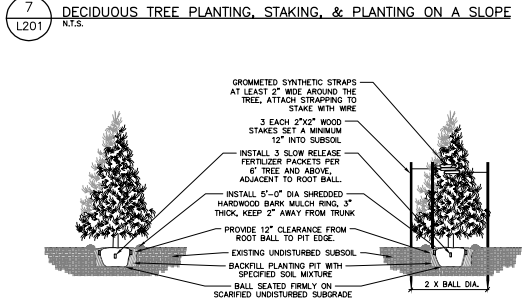 7
L201
DECIDUOUS TREE PLANTING, STAKING, & PLANTING ON A SLOPE
N.T.S.
GROMMETED SYNTHETIC STRAPS
AT LEAST 2" WIDE AROUND THE
TREE, ATTACH STRAPPING TO
STAKE WITH WIRE
3 EACH 2"X2" WOOD
STAKES SET A MINIMUM
12" INTO SUBSOIL
INSTALL 3 SLOW RELEASE
FERTILIZER PACKETS PER
6' TREE AND ABOVE,
ADJACENT TO ROOT BALL.
INSTALL 5'-0" DIA SHREDDED
HARDWOOD BARK MULCH RING, 3"
THICK, KEEP 2" AWAY FROM TRUNK
PROVIDE 12" CLEARANCE FROM
ROOT BALL TO PIT EDGE.
EXISTING UNDISTURBED SUBSOIL
BACKFILL PLANTING PIT WITH
SPECIFIED SOIL MIXTURE
BALL SEATED FIRMLY ON
SCARIFIED UNDISTURBED SUBGRADE
2 X BALL DIA.